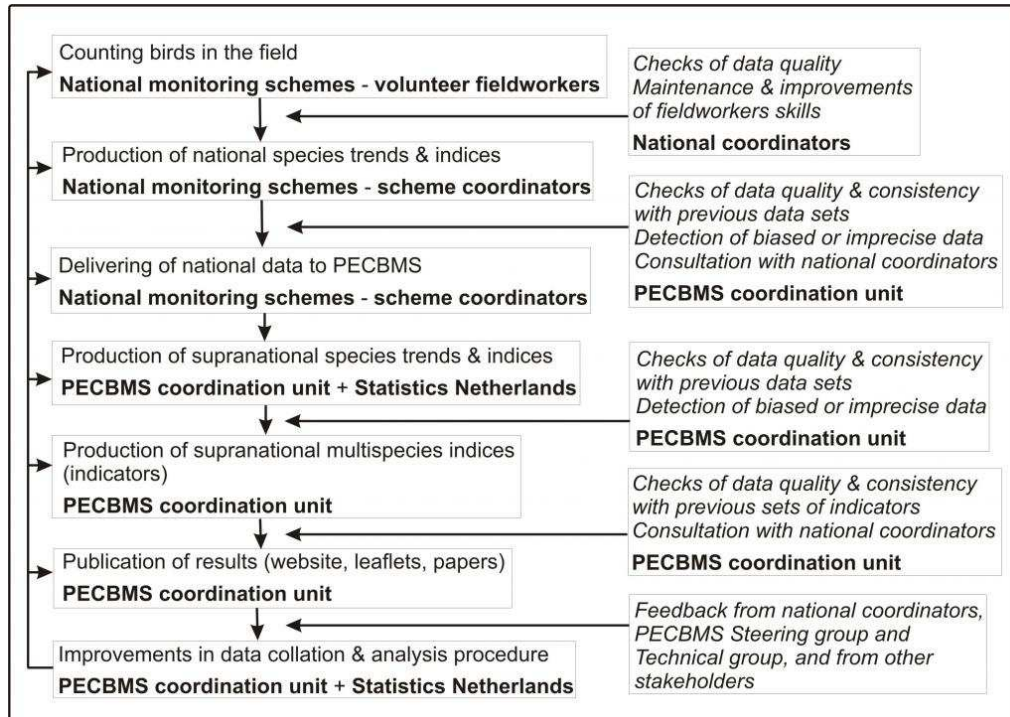 Counting birds in the field
National monitoring schemes - volunteer fieldworkers
Checks of data quality
Maintenance & improvements
of fieldworkers skills
National coordinators
Production of national species trends & indices
National monitoring schemes - scheme coordinators
Checks of data quality & consistency
with previous data sets
Detection of biased or imprecise data
Consultation with national coordinators
PECBMS coordination unit
Delivering of national data to PECBMS
National monitoring schemes - scheme coordinators
Production of supranational species trends & indices
PECBMS coordination unit + Statistics Netherlands
Checks of data quality & consistency
with previous data sets
Detection of biased or imprecise data
PECBMS coordination unit
Production of supranational multispecies indices
(indicators)
PECBMS coordination unit
Checks of data quality & consistency
with previous sets of indicators
Consultation with national coordinators
PECBMS coordination unit
Publication of results (website, leaflets, papers)
PECBMS coordination unit
Feedback from national coordinators,
PECBMS Steering group and
Technical group, and from other
stakeholders
Improvements in data collation & analysis procedure
PECBMS coordination unit + Statistics Netherlands